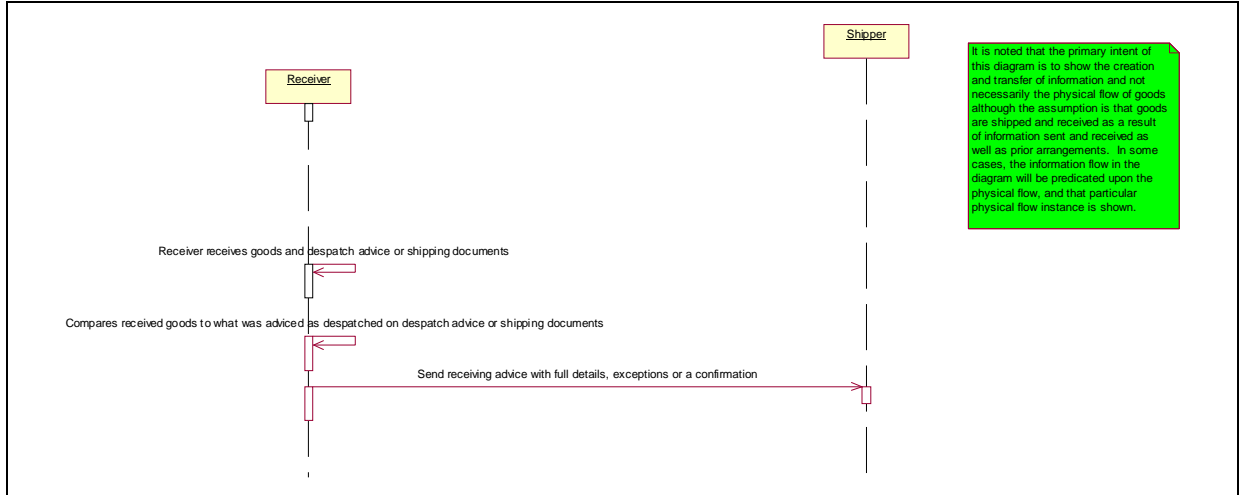 Shipper
Receiver
It is noted that the primary intent of
this diagram is to show the creation
and transfer of information and not
necessarily the physical flow of goods
although the assumption is that goods
are shipped and received as a result
of information sent and received as
well as prior arrangements.  In some
cases, the information flow in the
diagram will be predicated upon the
physical flow, and that particular
physical flow instance is shown.
Receiver receives goods and despatch advice or shipping documents
Compares received goods to what was adviced as despatched on despatch advice or shipping documents
Send receiving advice with full details, exceptions or a confirmation